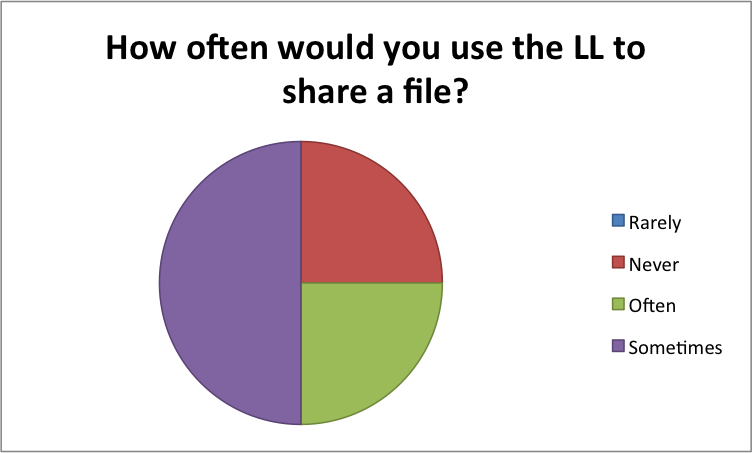 How often would you use the LL to
share a file?
Rarely
Never
Often
Sometimes